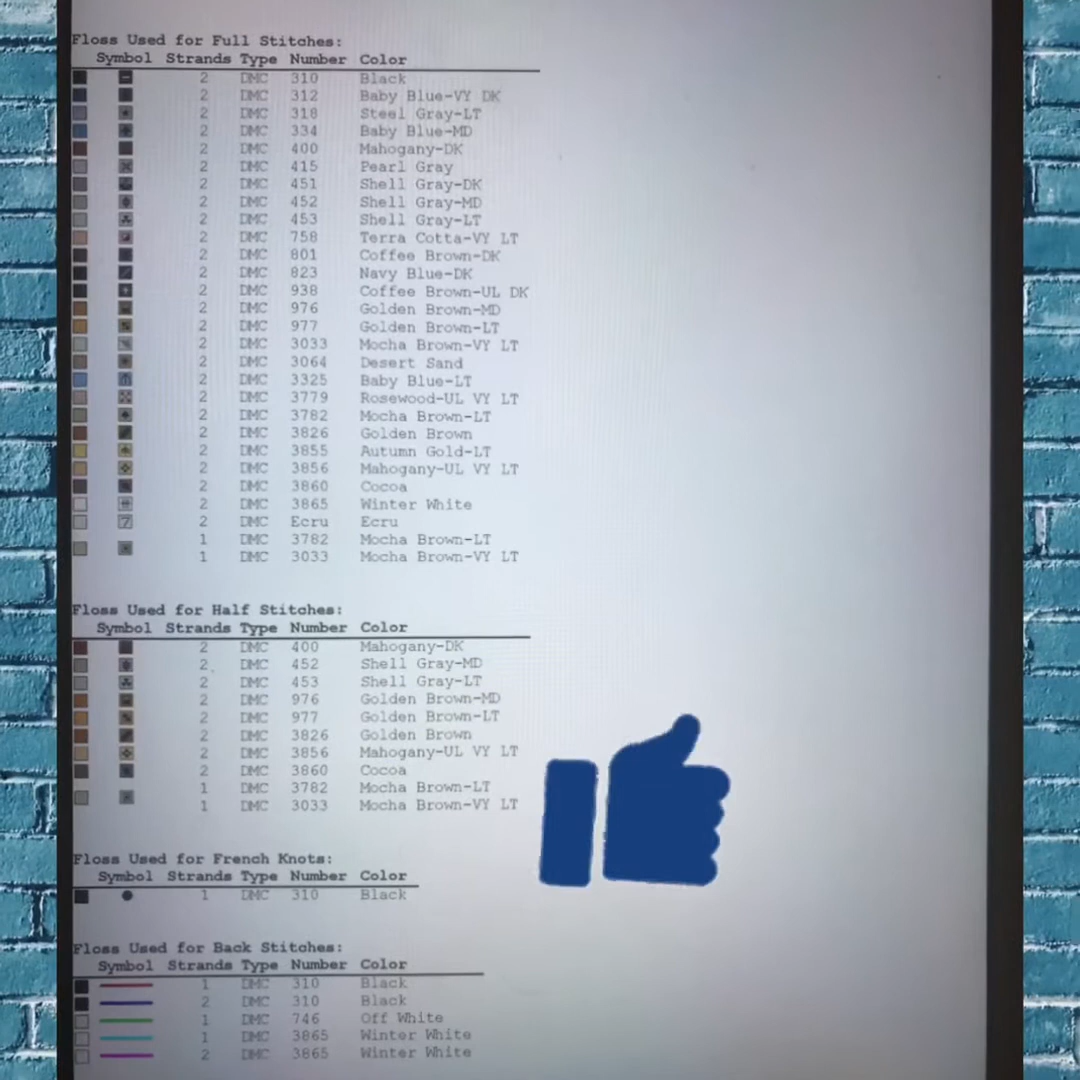 Floss Used for Full Stitches:
Symbol Strands Type Number Color
2 DMC 310 Black
2 DMC 312 Baby Blue-VY DK
2 DMC 318 Steel Gray-LT
2 DMC 334 Baby Blue-MD
2 DMC 400 Mahogany-DK
2 DMC 415 Pearl Gray
2 DMC 451 Shell Gray-DK
2 DMC 452 Shell Gray-MD
2 DMC 453 Shell Gray-LT
2 DMC 758 Terra Cotta-VY LT
2 DMC 801 Coffee Brown-DK
2 DMC 823 Navy Blue-DK
2 DMC 938 Coffee Brown-UL DK
2 DMC 976 Golden Brown-MD
2 DMC 977 Golden Brown-LT
2 DMC 3033 Mocha Brown-VY LT
2 DMC 3064 Desert Sand
2 DMC 3325 Baby Blue-LT
2 DMC 3779 Rosewood-UL VY LT
2 DMC 3782 Mocha Brown-LT
2 DMC 3826 Golden Brown
2 DMC 3855 Autumn Gold-LT
2 DMC 3856 Mahogany-UL VY LT
2 DMC 3860 Cocoa
2 DMC 3865 Winter White
2 DMC Ecru Ecru
1 DMC 3782 Mocha Brown-LT
1 DMC 3033 Mocha Brown-VY LT
Floss Used for Half Stitches:
Symbol Strands Type Number Color
2 DMC 400 Mahogany-DK
2 DMC 452 Shell Gray-MD
2 DMC 453 Shell Gray-LT
2 DMC 976 Golden Brown-MD
2 DMC 977 Golden Brown-LT
2 DMC 3826 Golden Brown
2 DMC 3856 Mahogany-UL VY LT
2 DMC 3860 Cocoa
1 DMC 3782 Mocha Brown-LT
1 DMC 3033 Mocha Brown-VY LT
Floss Used for French Knots:
Symbol Strands Type Number Color
1 DMC 310 Black
Floss Used for Back Stitches:
Symbol Strands Type Number Color
1 DMC 310 Black
2 DMC 310 Black
1 DMC 746 Off White
1 DMC 3865 Winter White
2 DMC 3865 Winter White